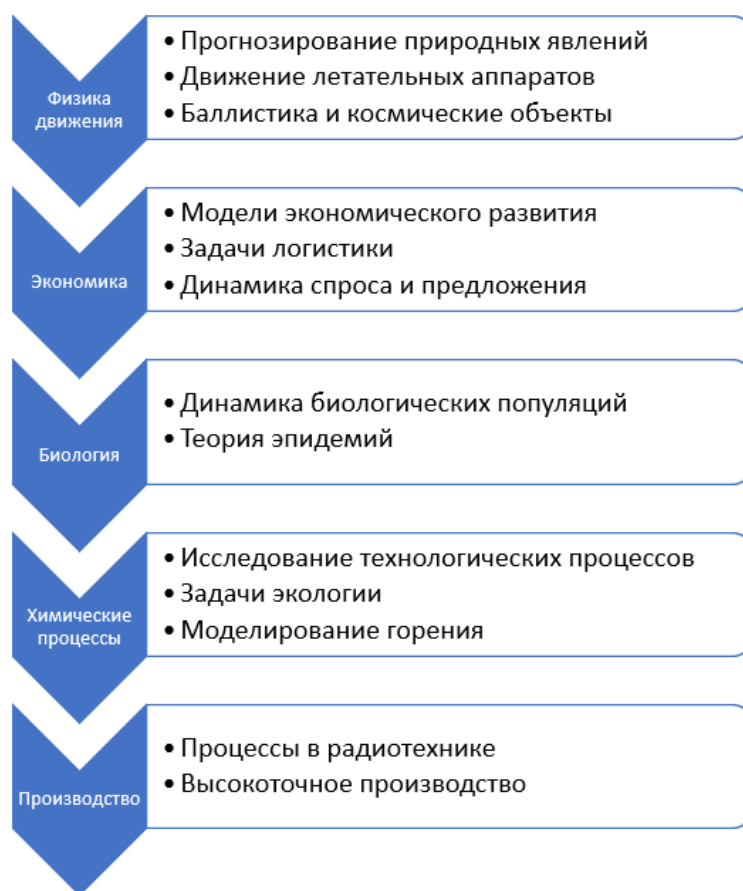 Физика
движения
• Прогнозирование природных явлений
• Движение летательных аппаратов
• Баллистика и космические объекты
Экономика
• Модели экономического развития
• Задачи логистики
• Динамика спроса и предложения
Биология
• Динамика биологических популяций
• Теория эпидемий
Химические
процессы
• Исследование технологических процессов
• Задачи экологии
• Моделирование горения
Производство
• Процессы в радиотехнике
• Высокоточное производство